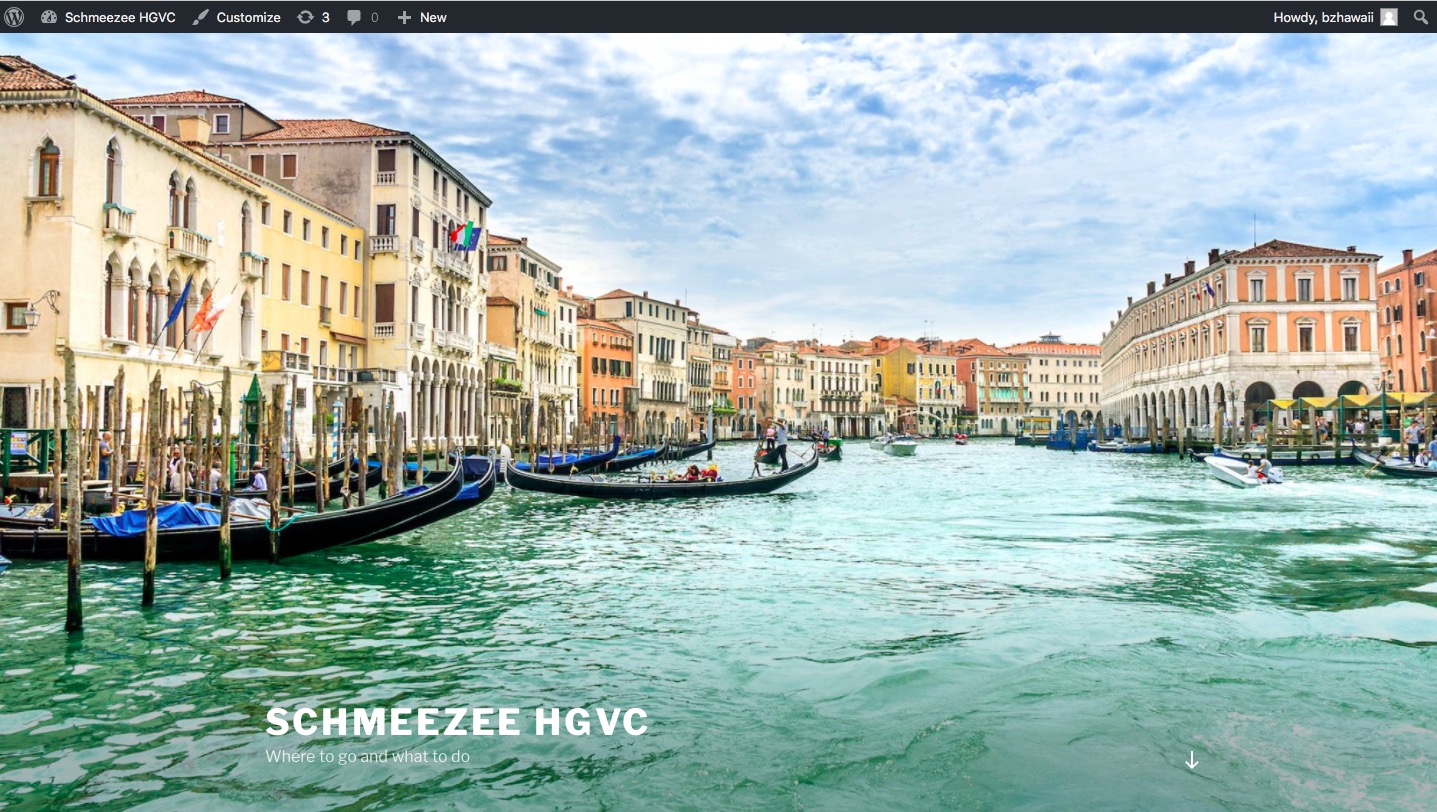 Schmeezee HGVC Customize 3 0 New Howdy, bzhawaii
SCHMEEZEE HGVC
Where to go and what to do